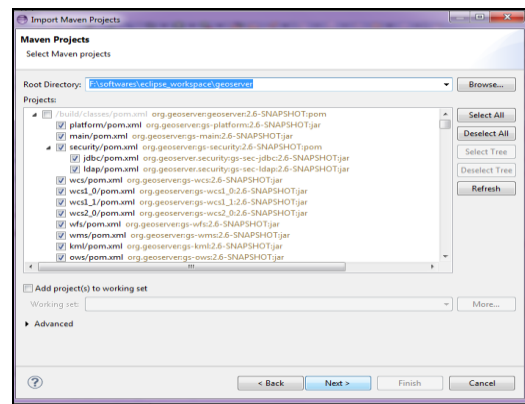 Import Maven Projects
Maven Projects
Select Maven projects
Root Directory: F:\softwares\eclipse_workspace\geoserver Browse...
Projects:
/build/classes/pom.xml org.geoserver:geoserver:2.6-SNAPSHOT:pom
platform/pom.xml org.geoserver:gs-platform:2.6-SNAPSHOT:jar
main/pom.xml org.geoserver:gs-main:2.6-SNAPSHOT:jar
security/pom.xml org.geoserver:gs-security:2.6-SNAPSHOT:pom
jdbc/pom.xml org.geoserver.security:gs-sec-jdbc:2.6-SNAPSHOT:jar
ldap/pom.xml org.geoserver.security:gs-sec-ldap:2.6-SNAPSHOT:jar
wcs/pom.xml org.geoserver:gs-wcs:2.6-SNAPSHOT:jar
wcs1_0/pom.xml org.geoserver:gs-wcs1_0:2.6-SNAPSHOT:jar
wcs1_1/pom.xml org.geoserver:gs-wcs1_1:2.6-SNAPSHOT:jar
wcs2_0/pom.xml org.geoserver:gs-wcs2_0:2.6-SNAPSHOT:jar
wfs/pom.xml org.geoserver:gs-wfs:2.6-SNAPSHOT:jar
wms/pom.xml org.geoserver:gs-wms:2.6-SNAPSHOT:jar
kml/pom.xml org.geoserver:gs-kml:2.6-SNAPSHOT:jar
ows/pom.xml org.geoserver:gs-ows:2.6-SNAPSHOT:jar
Select All
Deselect All
Select Tree
Deselect Tree
Refresh
Add project(s) to working set
Working set: More...
Advanced
? < Back Next > Finish Cancel